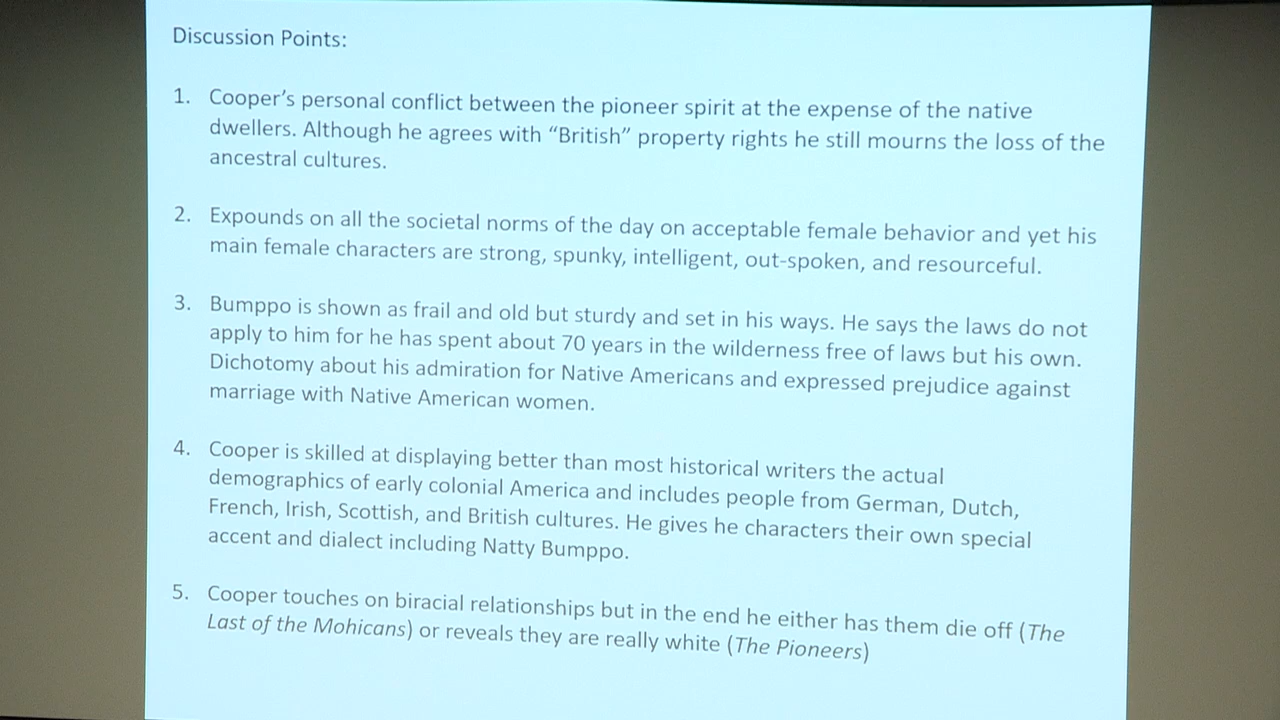 Discussion Points:
1. Cooper’s personal conflict between the pioneer spirit at the expense of the native
dwellers. Although he agrees with “British” property rights he still mourns the loss of the
ancestral cultures.
2. Expounds on all the societal norms of the day on acceptable female behavior and yet his
main female characters are strong, spunky, intelligent, out-spoken, and resourceful.
3. Bumppo is shown as frail and old but sturdy and set in his ways. He says the laws do not
apply to him for he has spent about 70 years in the wilderness free of laws but his own.
Dichotomy about his admiration for Native Americans and expressed prejudice against
marriage with Native American women.
4. Cooper is skilled at displaying better than most historical writers the actual
demographics of early colonial America and includes people from German, Dutch,
French, Irish, Scottish, and British cultures. He gives he characters their own special
accent and dialect including Natty Bumppo.
5. Cooper touches on biracial relationships but in the end he either has them die off (The
Last of the Mohicans) or reveals they are really white (The Pioneers)